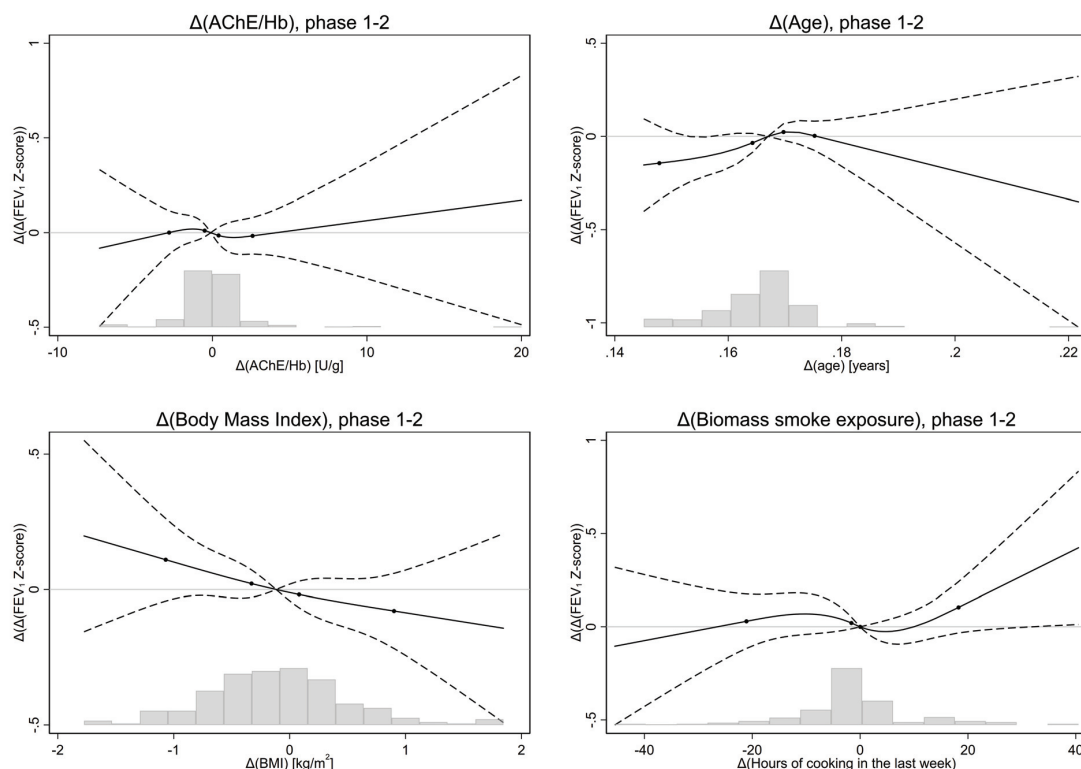 Δ(AChE/Hb), phase 1-2
Δ(Δ(FEV₁ Z-score))
1
.5
0
-.5
-10
0
10
20
Δ(AChE/Hb) [U/g]
Δ(Age), phase 1-2
Δ(Δ(FEV₁ Z-score))
.5
0
-.5
-1
.14
.16
.18
.2
.22
Δ(age) [years]
Δ(Body Mass Index), phase 1-2
Δ(Δ(FEV₁ Z-score))
.5
0
-.5
-2
-1
0
1
2
Δ(BMI) [kg/m²]
Δ(Biomass smoke exposure), phase 1-2
Δ(Δ(FEV₁ Z-score))
1
.5
0
-.5
-40
-20
0
20
40
Δ(Hours of cooking in the last week)